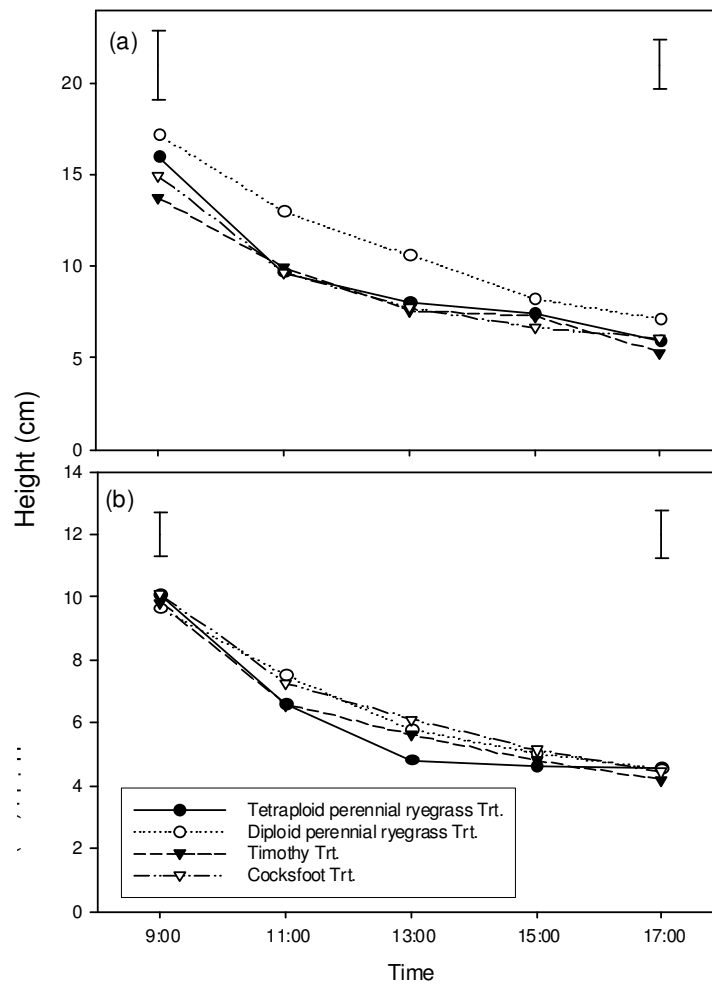 (a)
20
15
10
5
0
Height (cm)
(b)
14
12
10
8
6
4
2
0
Tetraploid perennial ryegrass Trt.
Diploid perennial ryegrass Trt.
Timothy Trt.
Cocksfoot Trt.
9:00 11:00 13:00 15:00 17:00
Time